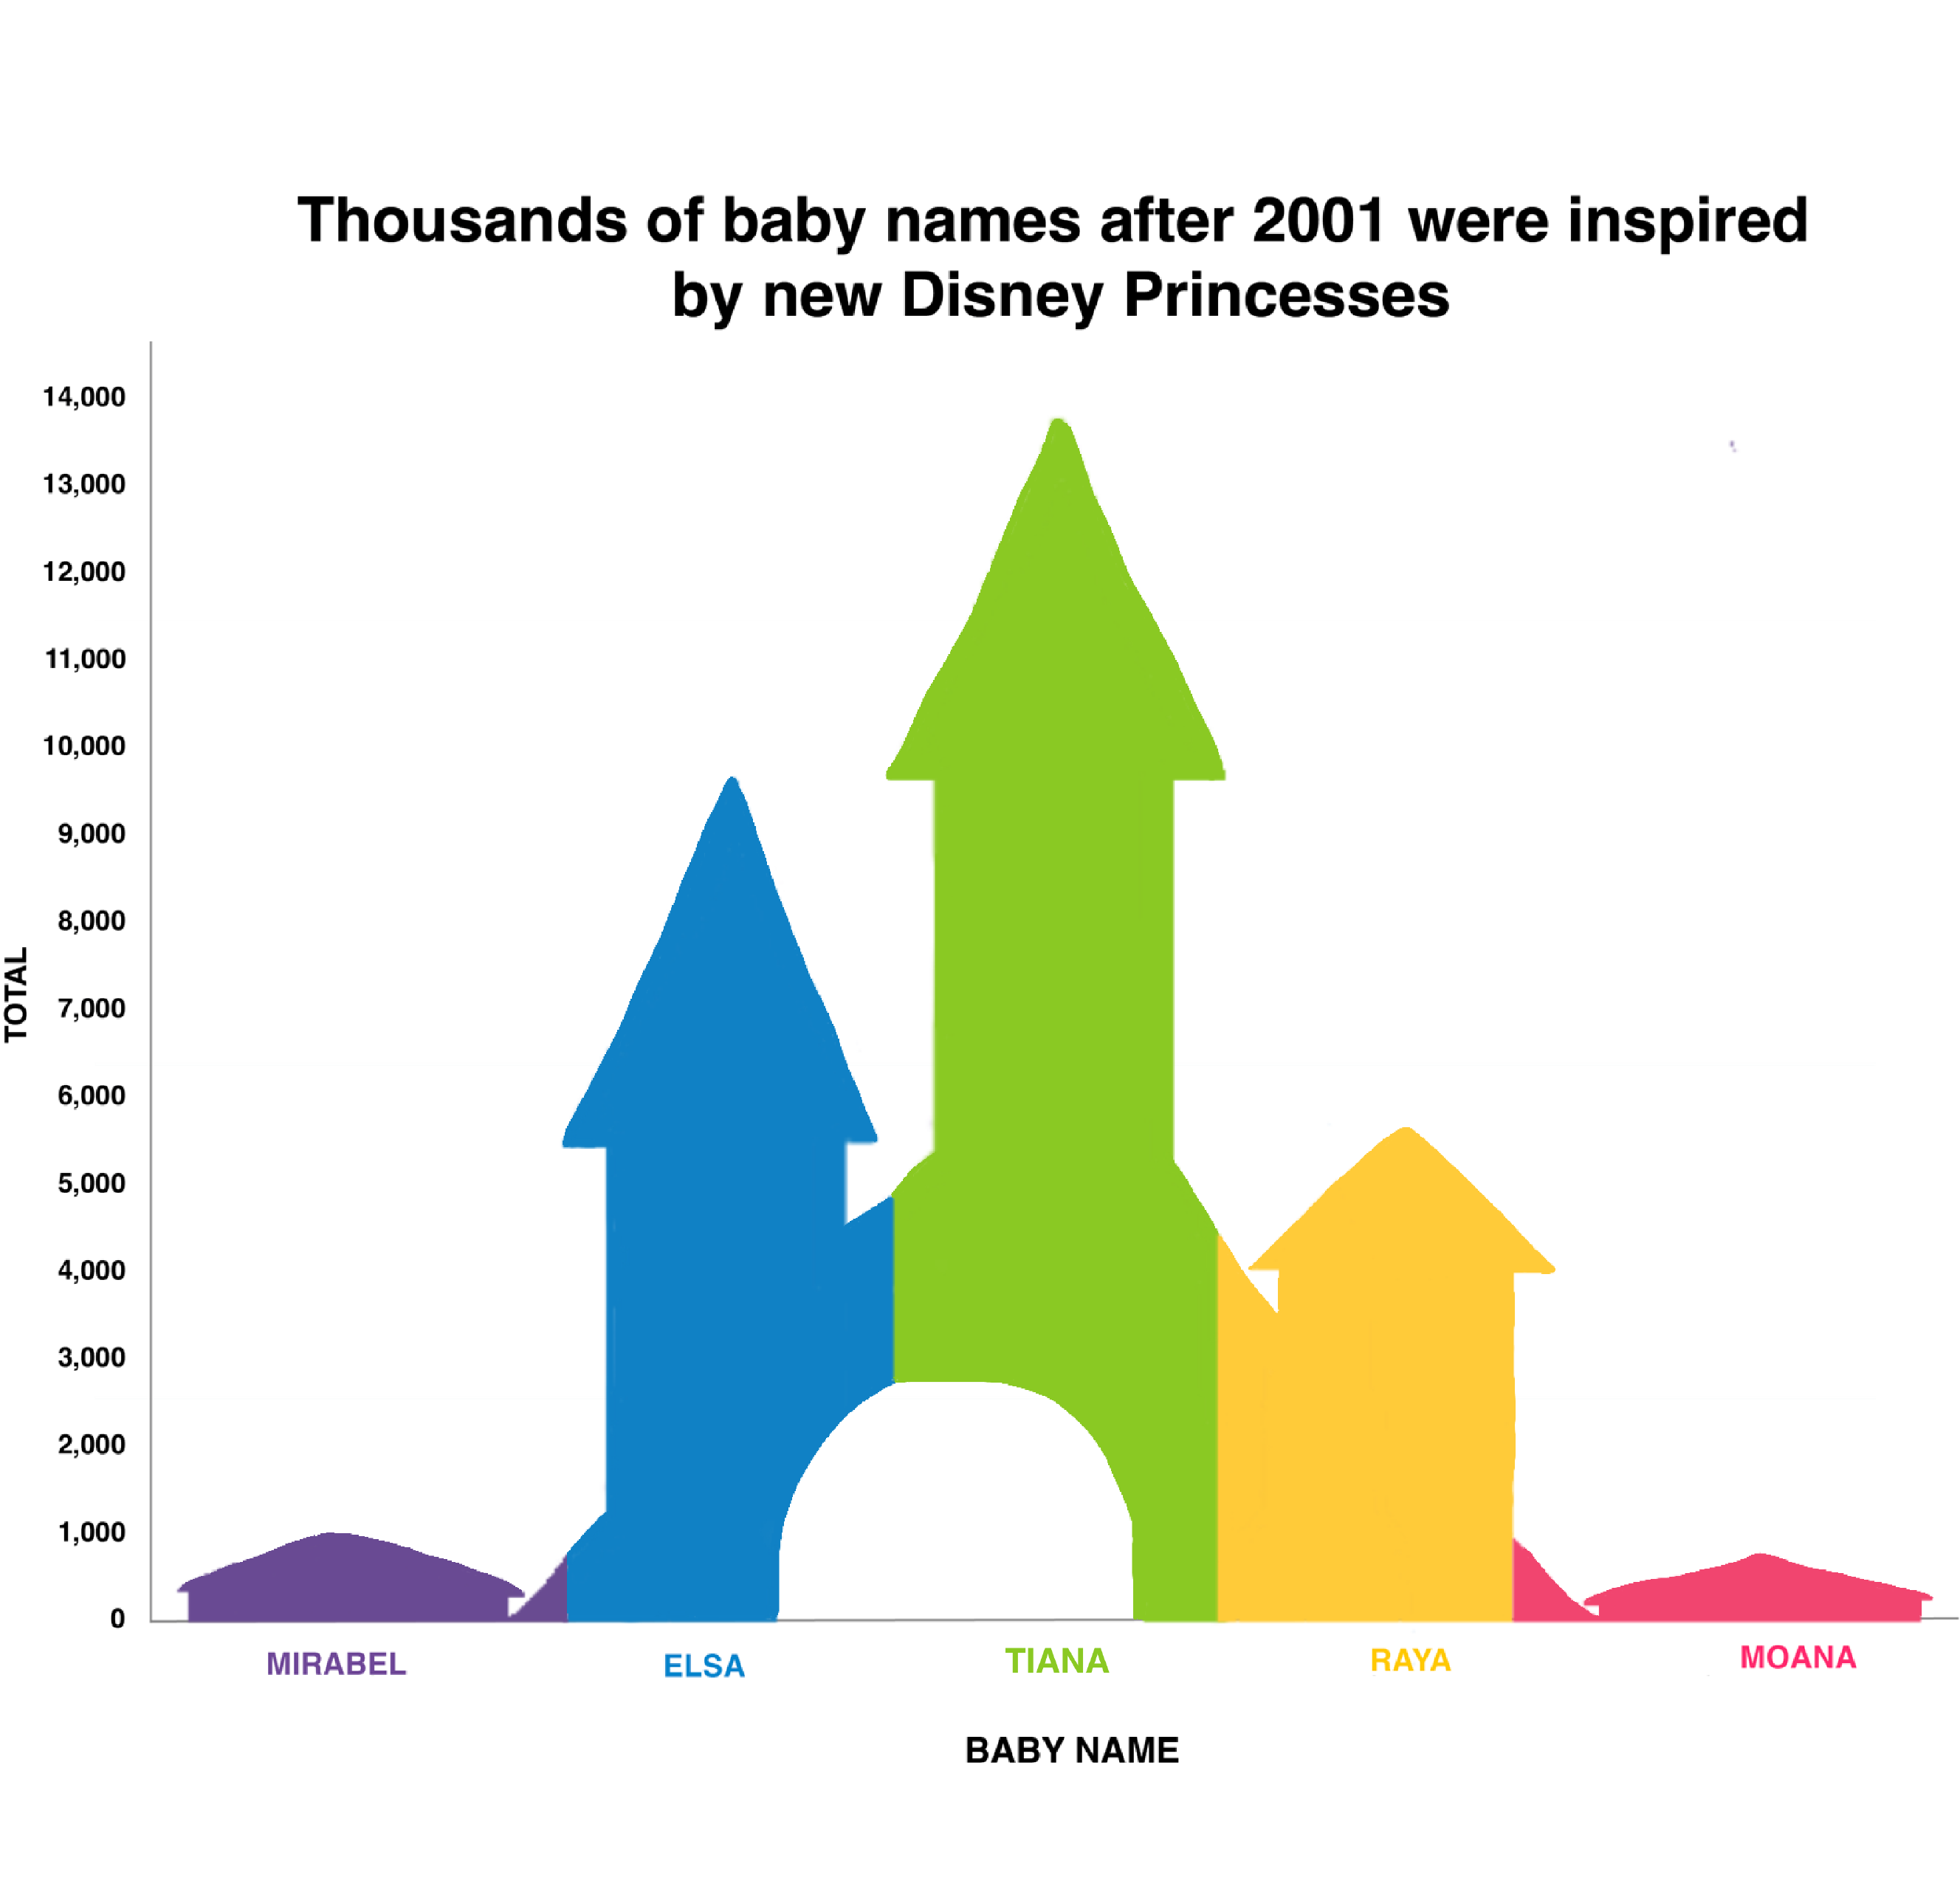 Thousands of baby names after 2001 were inspired
by new Disney Princesses
14,000
13,000
12,000
11,000
10,000
9,000
8,000
7,000
6,000
5,000
4,000
3,000
2,000
1,000
0
TOTAL
MIRABEL
ELSA
TIANA
RAYA
MOANA
BABY NAME